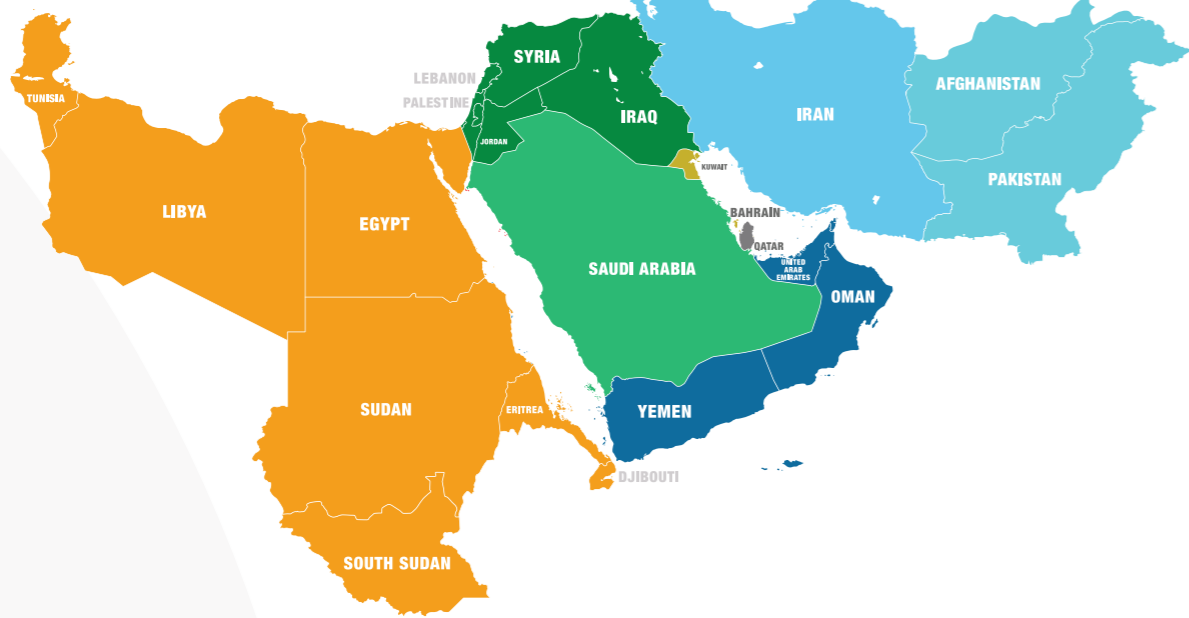 SYRIA
LEBANON
AFGHANISTAN
TUNISIA
PALESTINE
IRAQ
IRAN
JORDAN
KUWAIT
PAKISTAN
LIBYA
BAHRAIN
EGYPT
QATAR
SAUDI ARABIA
UNITED
ARAB
EMIRATES
OMAN
SUDAN
ERITREA
YEMEN
DJIBOUTI
SOUTH SUDAN